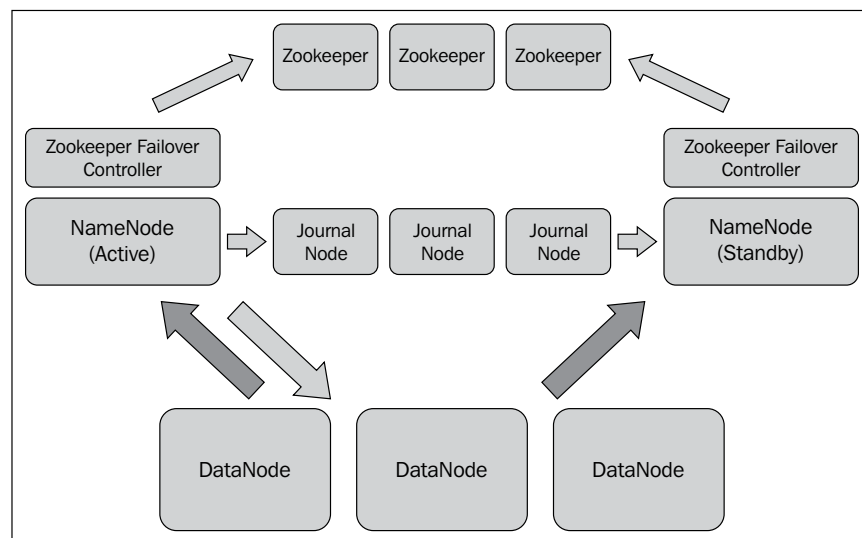 Zookeeper
Zookeeper
Zookeeper
Zookeeper Failover
Controller
Zookeeper Failover
Controller
NameNode
(Active)
Journal
Node
Journal
Node
Journal
Node
NameNode
(Standby)
DataNode
DataNode
DataNode